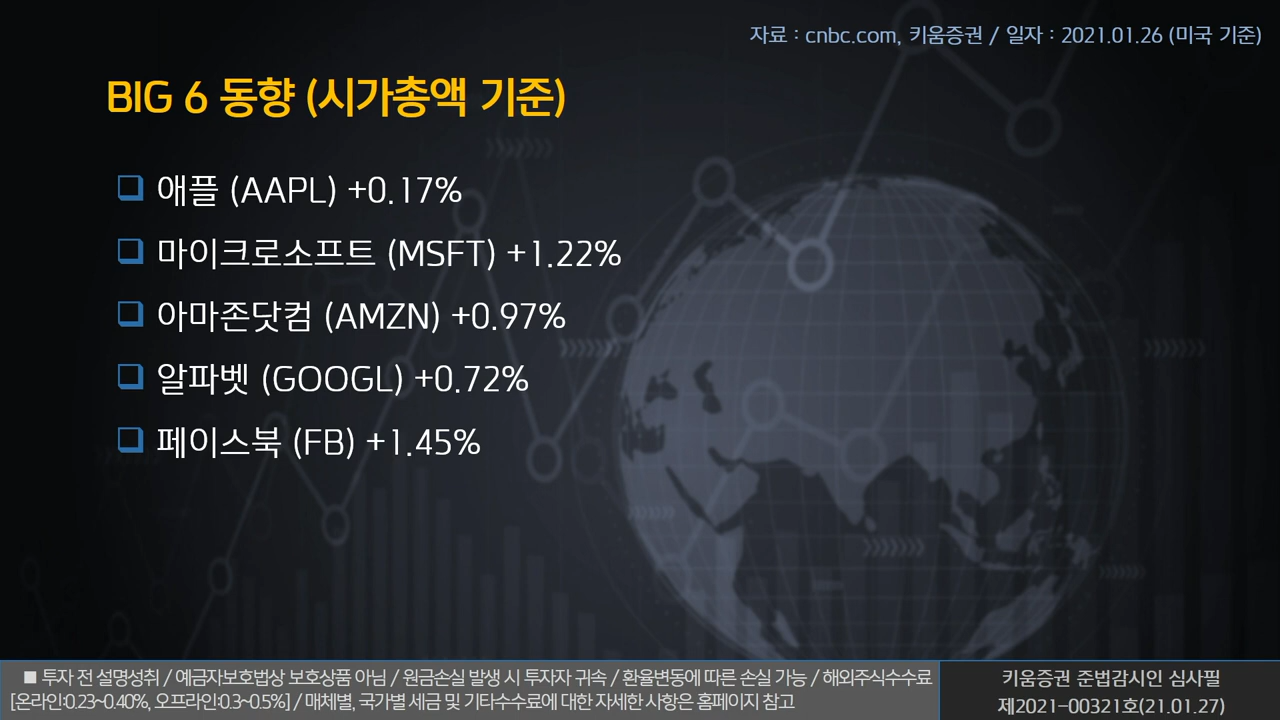 자료 : cnbc.com, 키움증권 / 일자 : 2021.01.26 (미국 기준)
BIG 6 동향 (시가총액 기준)
애플 (AAPL) +0.17%
마이크로소프트 (MSFT) +1.22%
아마존닷컴 (AMZN) +0.97%
알파벳 (GOOGL) +0.72%
페이스북 (FB) +1.45%
■ 투자 전 설명청취 / 예금자보호법상 보호상품 아님 / 원금손실 발생 시 투자자 귀속 / 환율변동에 따른 손실 가능 / 해외주식수수료
[온라인:0.23~0.40%, 오프라인:0.3~0.5%] / 매체별, 국가별 세금 및 기타수수료에 대한 자세한 사항은 홈페이지 참고
키움증권 준법감시인 심사필
제2021-00321호(21.01.27)